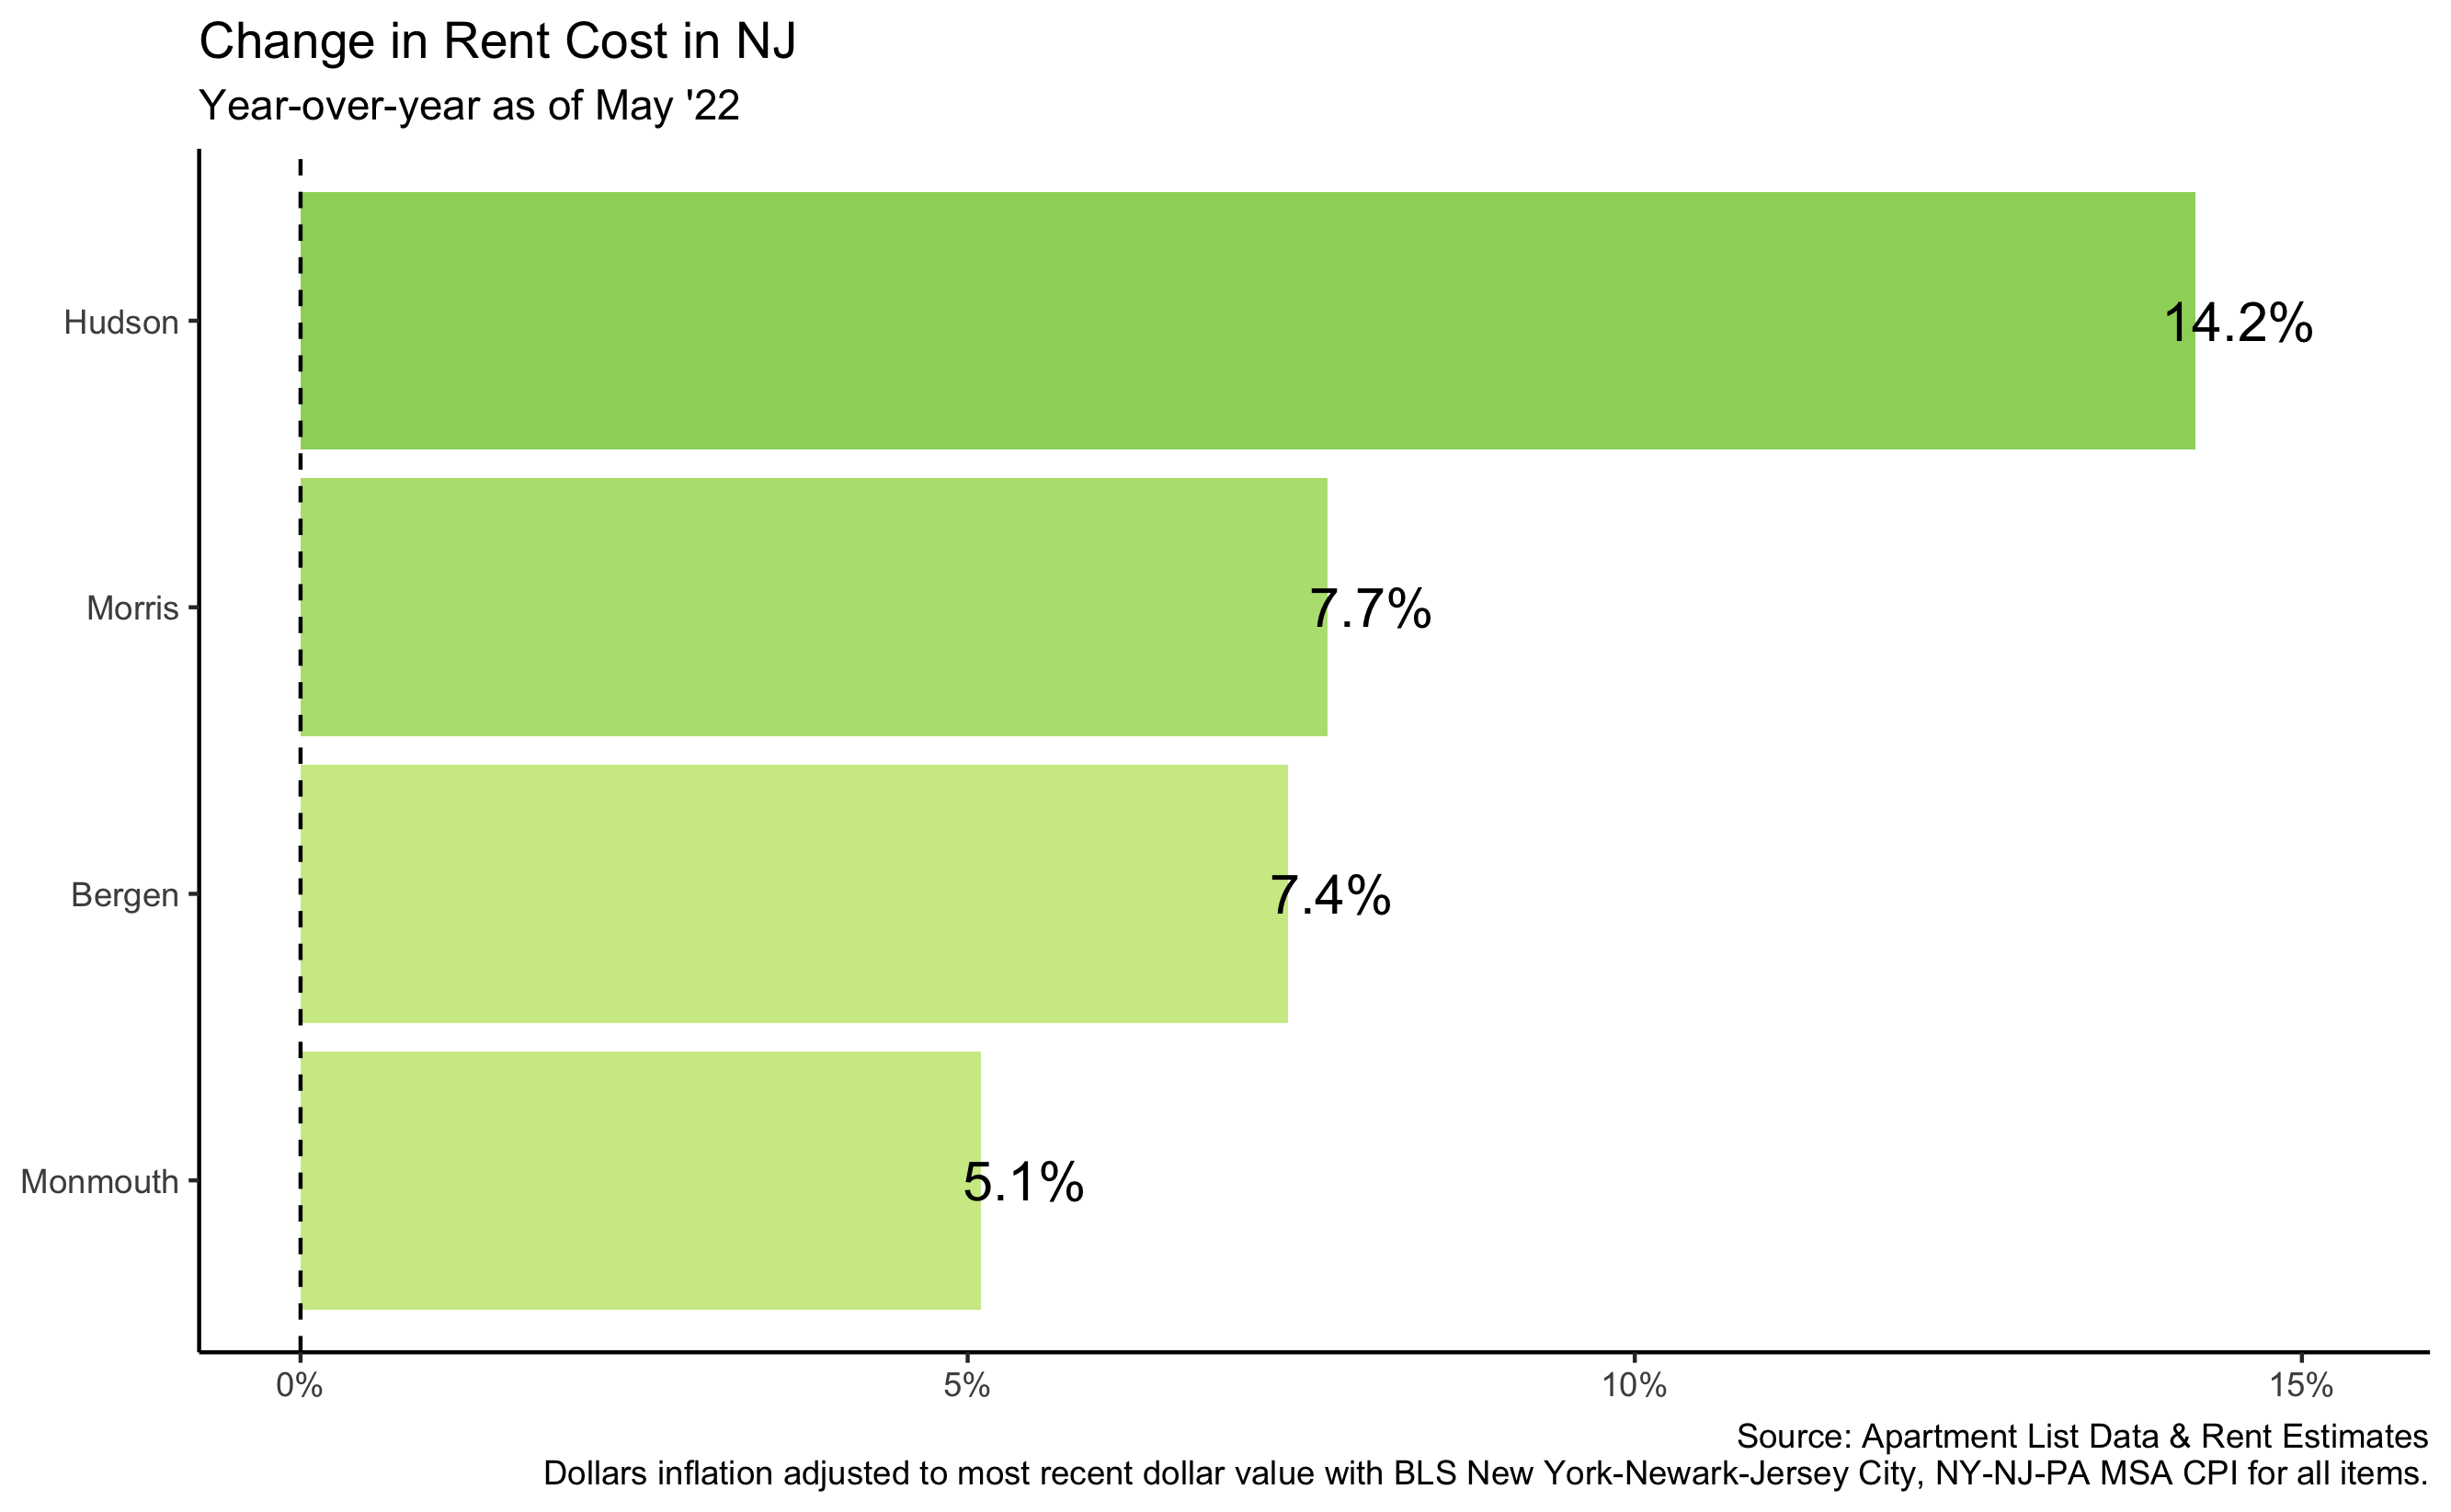 Change in Rent Cost in NJ
Year-over-year as of May '22
Hudson
14.2%
Morris
7.7%
Bergen
7.4%
Monmouth
5.1%
0%
5%
10%
15%
Source: Apartment List Data & Rent Estimates
Dollars inflation adjusted to most recent dollar value with BLS New York-Newark-Jersey City, NY-NJ-PA MSA CPI for all items.